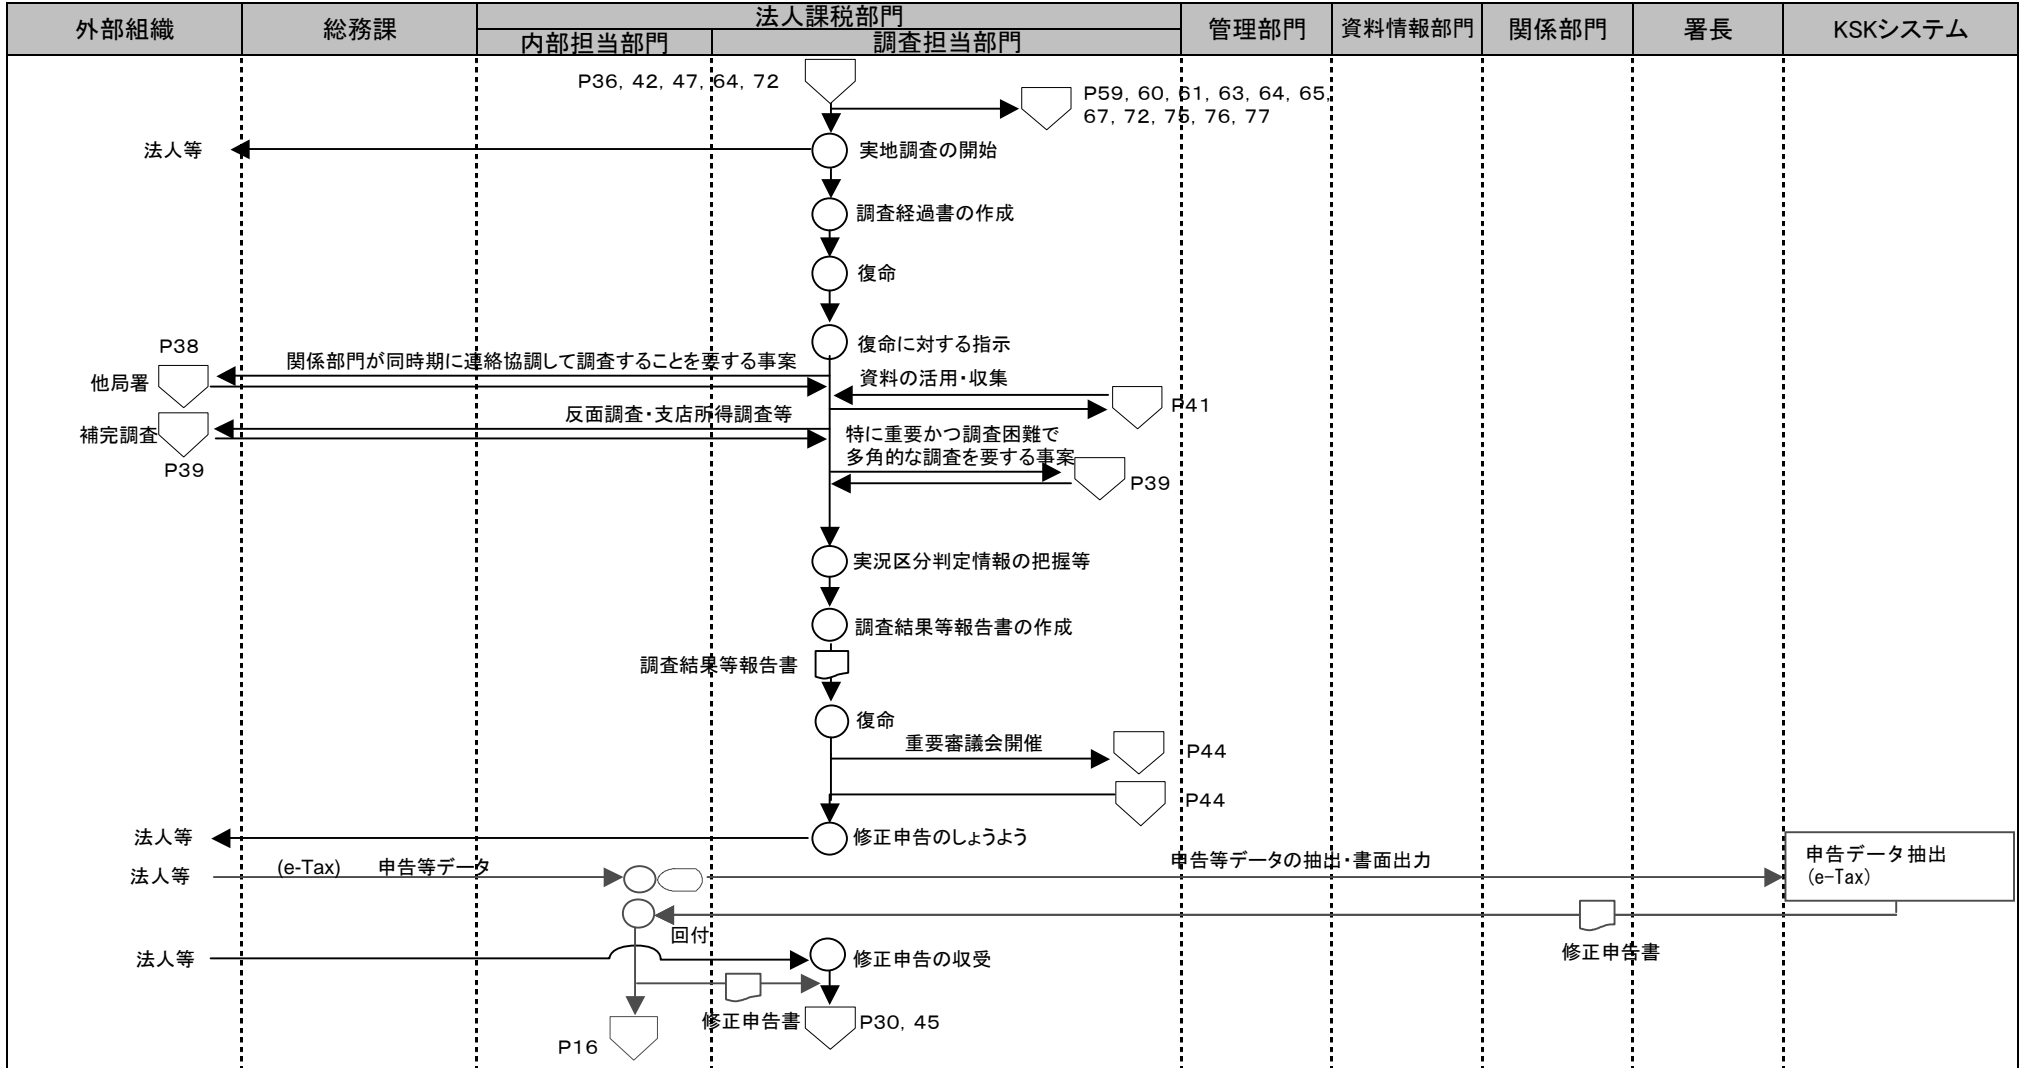 外部組織
総務課
法人課税部門
内部担当部門
調査担当部門
管理部門
資料情報部門
関係部門
署長
KSKシステム
P36, 42, 47, 64, 72
P59, 60, 61, 63, 64, 65,
67, 72, 75, 76, 77
法人等
実地調査の開始
調査経過書の作成
復命
復命に対する指示
P38
関係部門が同時期に連絡協調して調査することを要する事案
他局署
資料の活用・収集
P41
反面調査・支店所得調査等
補完調査
P39
特に重要かつ調査困難で
多角的な調査を要する事案
P39
実況区分判定情報の把握等
調査結果等報告書の作成
調査結果等報告書
復命
重要審議会開催
P44
P44
法人等
修正申告のしょうよう
法人等
(e-Tax)
申告等データ
申告等データの抽出・書面出力
申告データ抽出
(e-Tax)
回付
修正申告書
法人等
修正申告の収受
修正申告書
P30, 45
P16